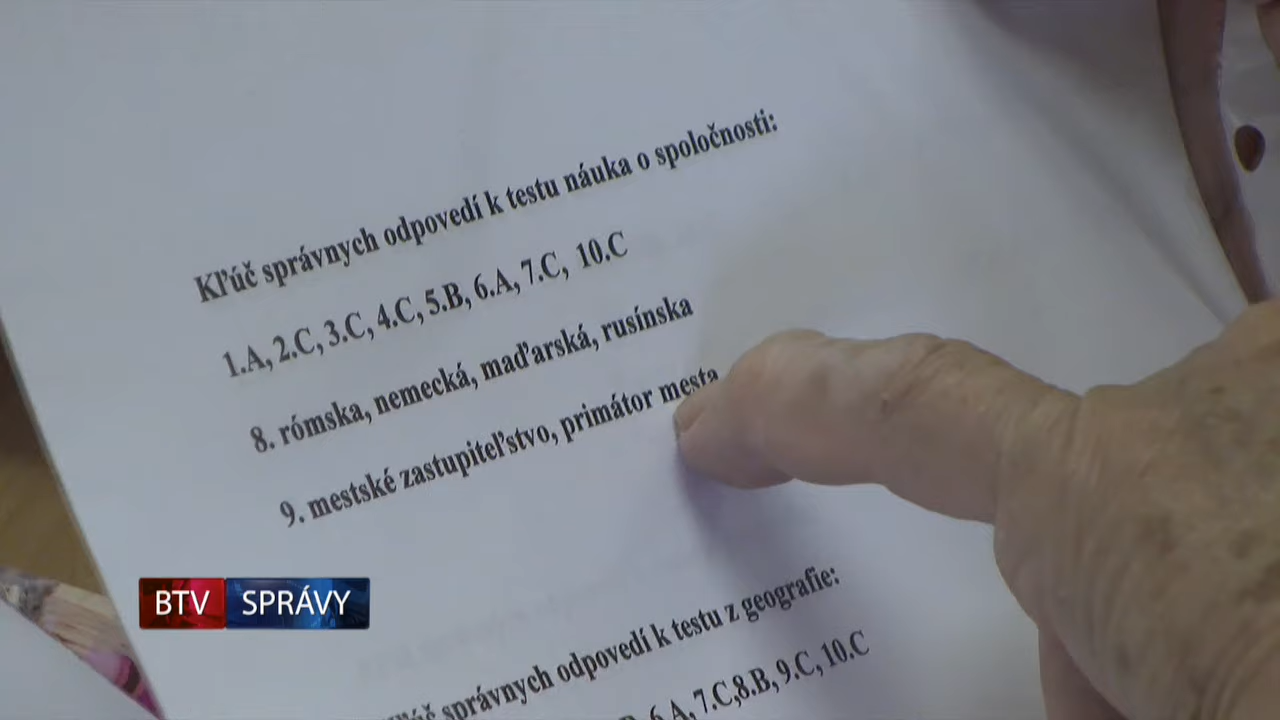 Kľúč správnych odpovedí k testu náuka o spoločnosti:
1.A, 2.C, 3.C, 4.C, 5.B, 6.A, 7.C, 10.C
8. rómska, nemecká, maďarská, rusínska
9. mestské zastupiteľstvo, primátor mesta
BTV SPRÁVY
správnych odpovedí k testu z geografie:
6.A, 7.C,8.B, 9.C, 10.C